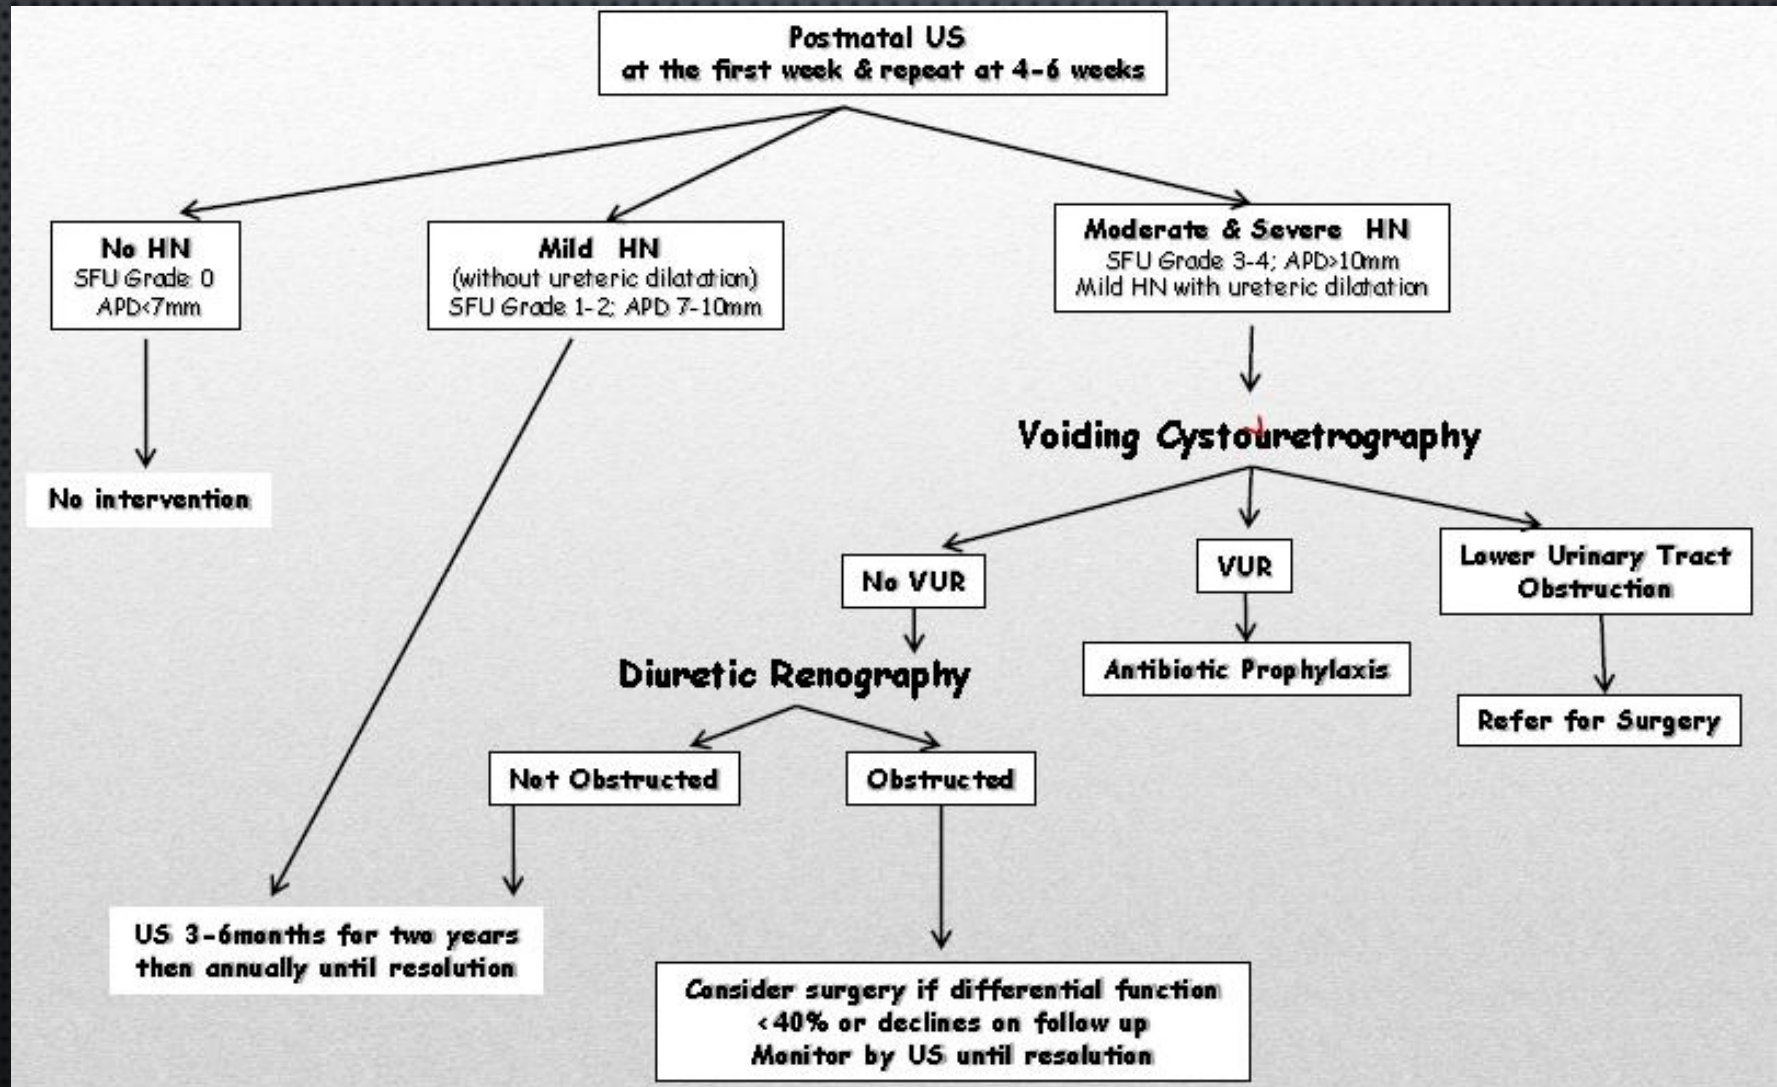 Postnatal US
at the first week & repeat at 4-6 weeks
No HN
SFU Grade 0
APD<7mm
Mild HN
(without ureteric dilatation)
SFU Grade 1-2; APD 7-10mm
Moderate & Severe HN
SFU Grade 3-4; APD>10mm
Mild HN with ureteric dilatation
No intervention
Voiding Cystouretrography
No VUR
VUR
Lower Urinary Tract
Obstruction
Diuretic Renography
Antibiotic Prophylaxis
Refer for Surgery
Not Obstructed
Obstructed
US 3-6months for two years
then annually until resolution
Consider surgery if differential function
<40% or declines on follow up
Monitor by US until resolution